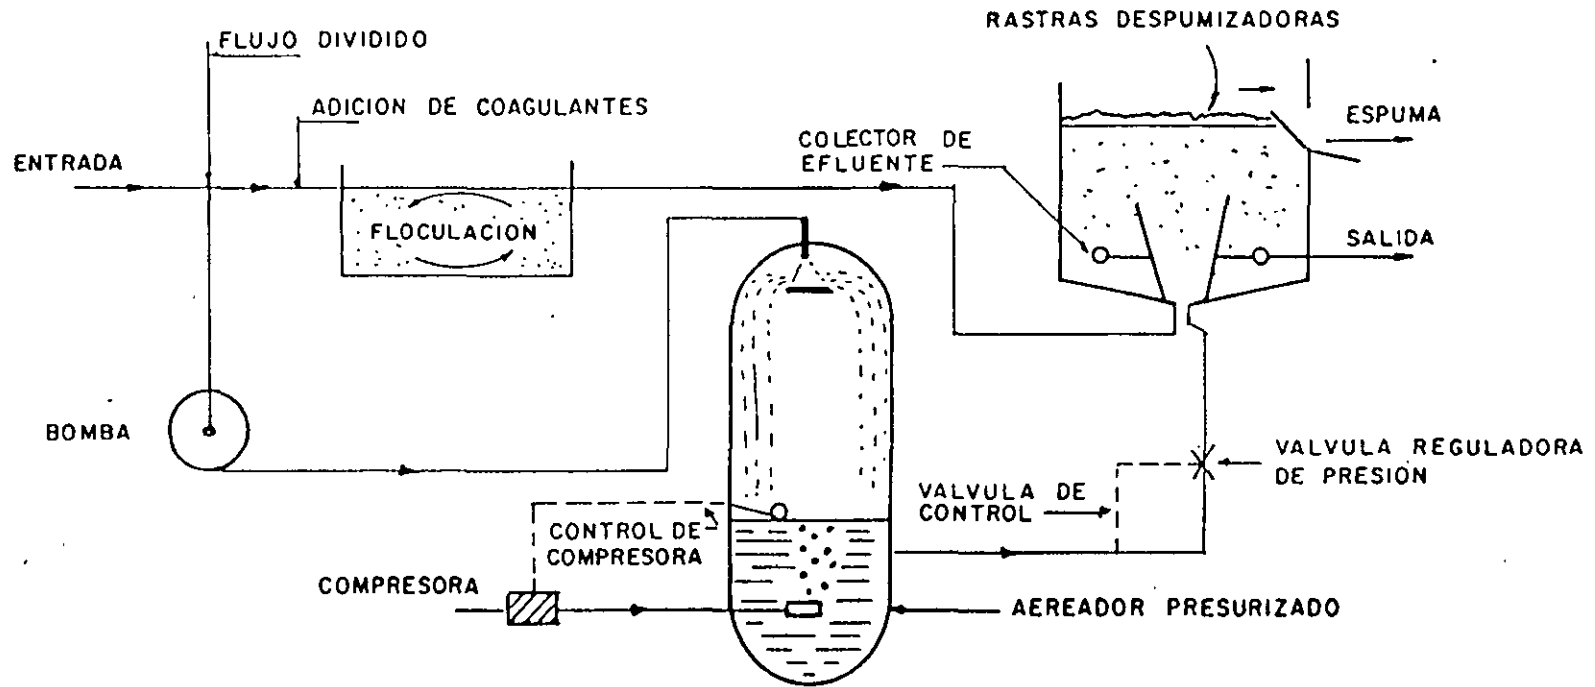 RASTRAS DESPUMIZADORAS
FLUJO DIVIDIDO
ADICION DE COAGULANTES
ESPUMA
COLECTOR DE
EFLUENTE
ENTRADA
FLOCULACION
SALIDA
BOMBA
VALVULA REGULADORA
DE PRESIÓN
VALVULA DE
CONTROL
CONTROL DE
COMPRESORA
COMPRESORA
AEREADOR PRESURIZADO